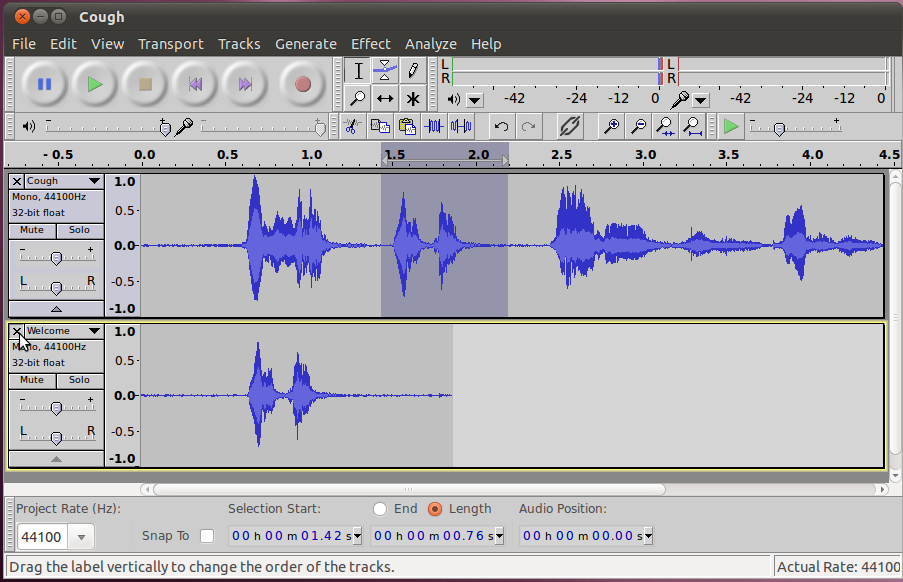 Cough
File Edit View Transport Tracks Generate Effect Analyze Help
L L
R R
-42 -24 -12 0 -42 -24 -12 0
- 0.5 0.0 0.5 1.0 1.5 2.0 2.5 3.0 3.5 4.0 4.5
Cough
Mono, 44100Hz
32-bit float
Mute Solo
- +
L R
1.0
0.5
0.0
-0.5
-1.0
Welcome
Mono, 44100Hz
32-bit float
Mute Solo
- +
L R
1.0
0.5
0.0
-0.5
-1.0
Project Rate (Hz): Selection Start: End Length Audio Position:
44100 Snap To 00 h 00 m 01.42 s 00 h 00 m 00.76 s 00 h 00 m 00.00 s
Drag the label vertically to change the order of the tracks. Actual Rate: 44100